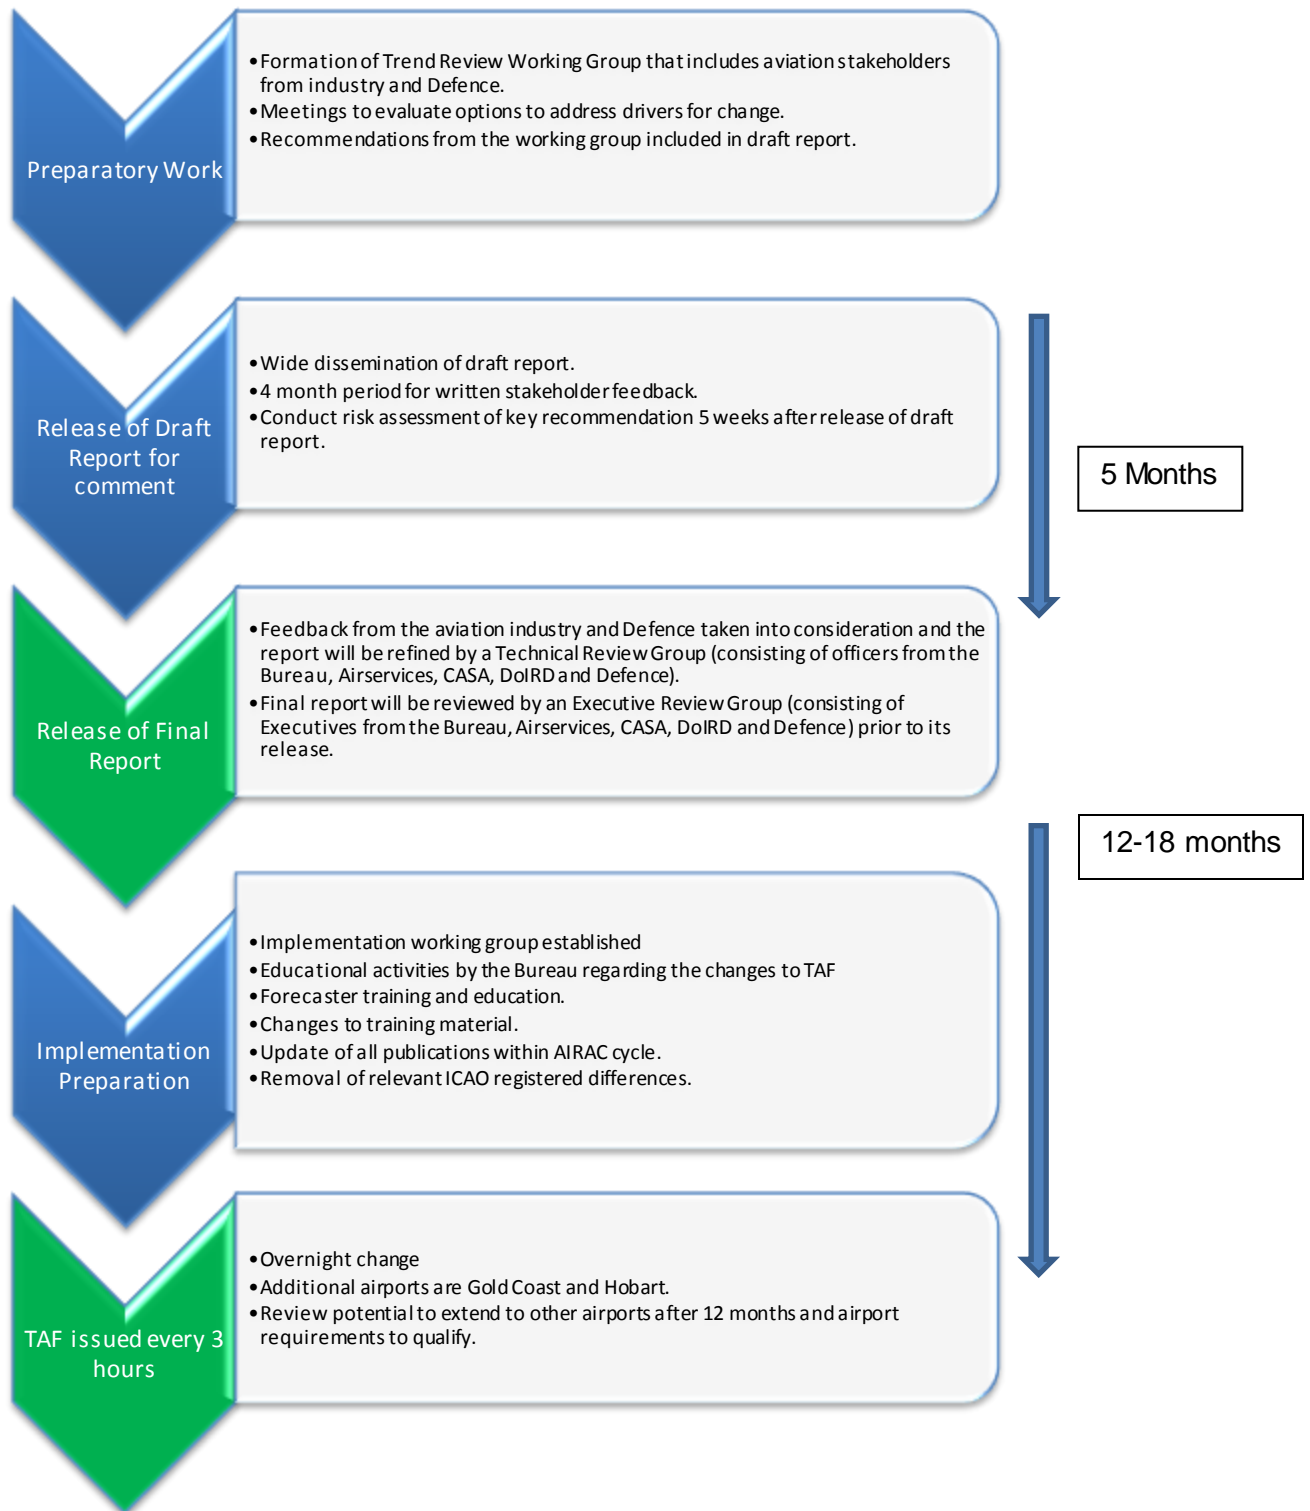 •Formation of Trend Review Working Group that includes aviation stakeholders
from industry and Defence.
•Meetings to evaluate options to address drivers for change.
•Recommendations from the working group included in draft report.
Preparatory Work
•Wide dissemination of draft report.
•4 month period for written stakeholder feedback.
•Conduct risk assessment of key recommendation 5 weeks after release of draft
report.
Release of Draft
Report for
comment
5 Months
•Feedback from the aviation industry and Defence taken into consideration and the
report will be refined by a Technical Review Group (consisting of officers from the
Bureau, Airservices, CASA, DoIRD and Defence).
•Final report will be reviewed by an Executive Review Group (consisting of
Executives from the Bureau, Airservices, CASA, DoIRD and Defence) prior to its
release.
Release of Final
Report
12-18 months
•Implementation working group established
•Educational activities by the Bureau regarding the changes to TAF
•Forecaster training and education.
•Changes to training material.
•Update of all publications within AIRAC cycle.
•Removal of relevant ICAO registered differences.
Implementation
Preparation
•Overnight change
•Additional airports are Gold Coast and Hobart.
•Review potential to extend to other airports after 12 months and airport
requirements to qualify.
TAF issued every 3
hours